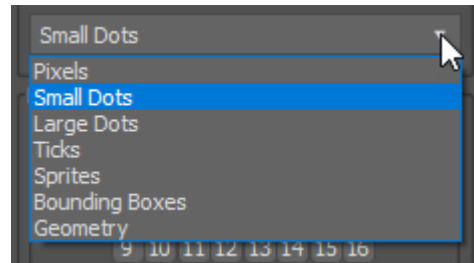 Small Dots
Pixels
Small Dots
Large Dots
Ticks
Sprites
Bounding Boxes
Geometry
9 10 11 12 13 14 15 16